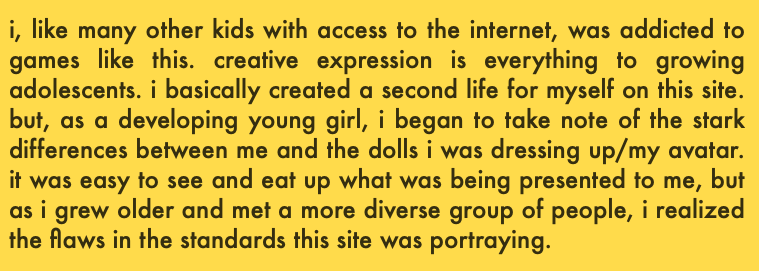 i, like many other kids with access to the internet, was addicted to
games like this. creative expression is everything to growing
adolescents. i basically created a second life for myself on this site.
but, as a developing young girl, i began to take note of the stark
differences between me and the dolls i was dressing up/my avatar.
it was easy to see and eat up what was being presented to me, but
as i grew older and met a more diverse group of people, i realized
the flaws in the standards this site was portraying.